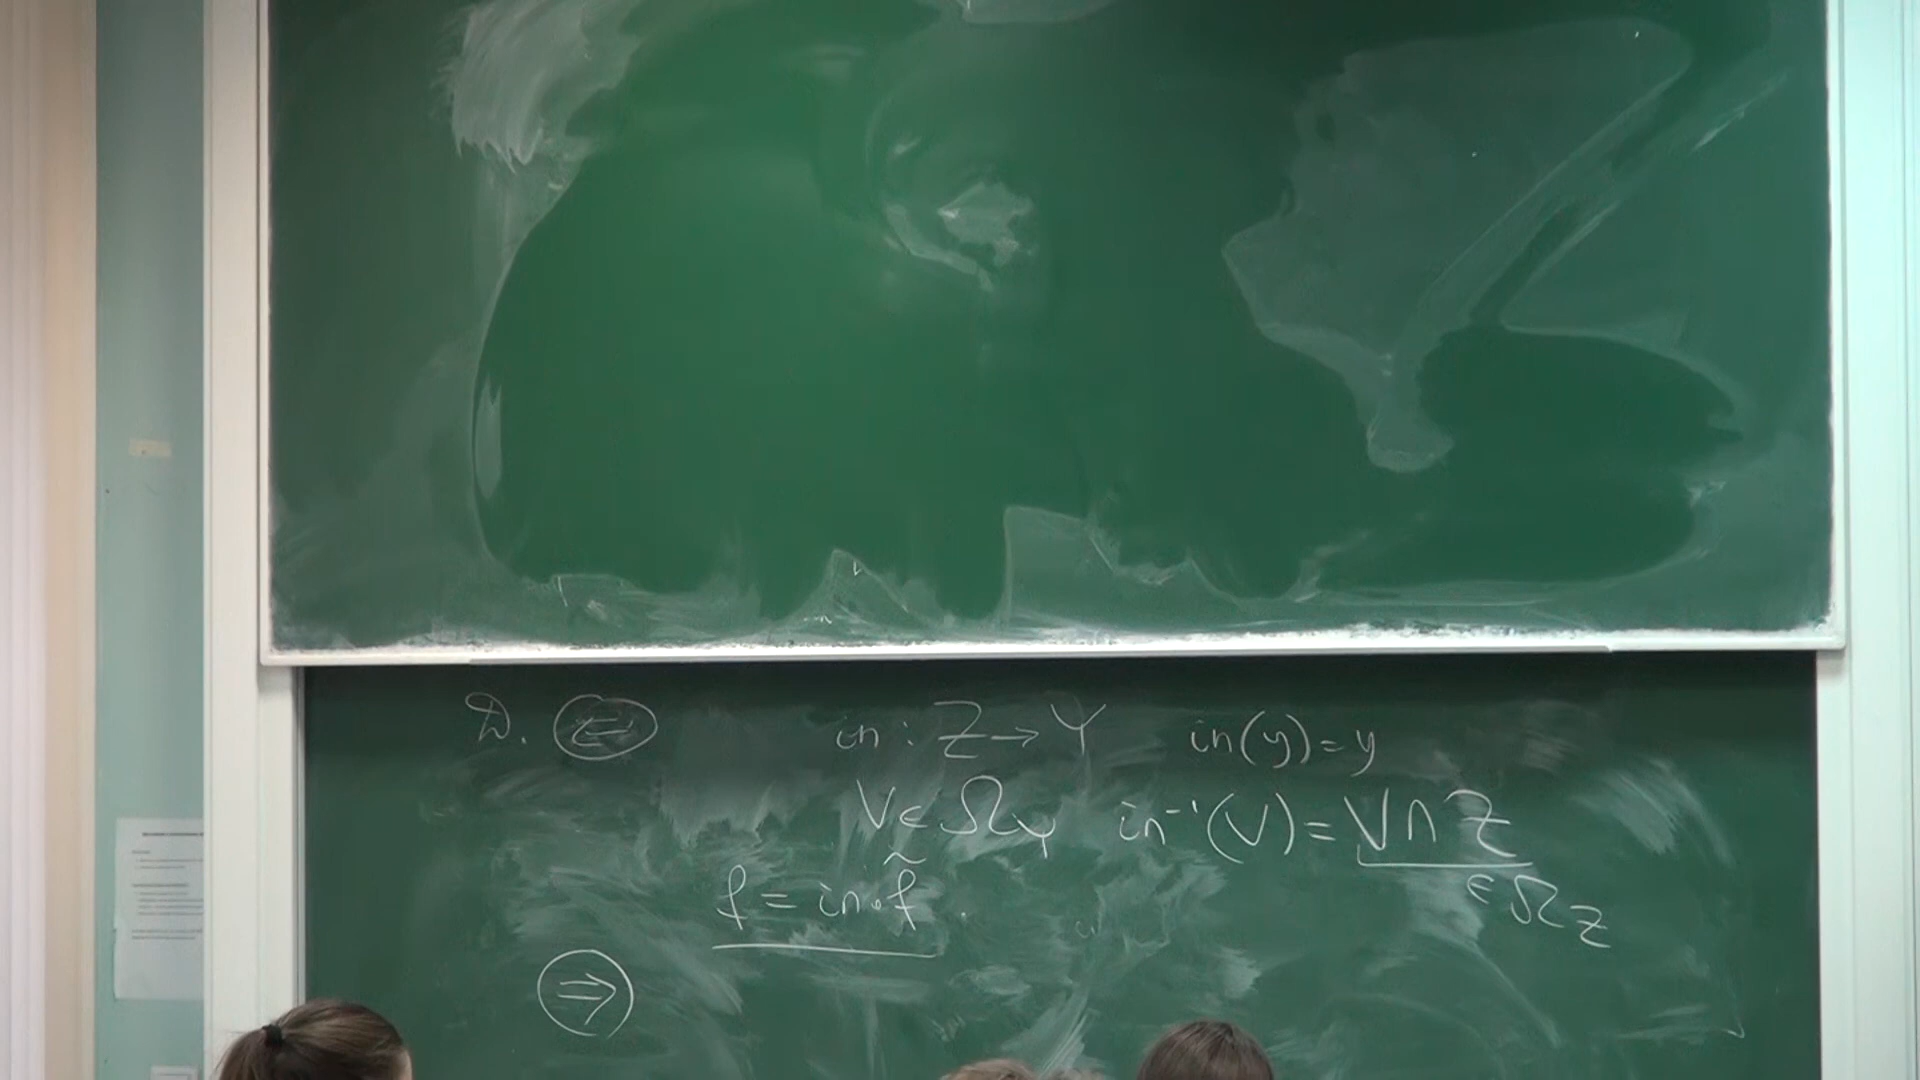 D. ⇐ in : Z → Y in(y) = y
V ∈ Ω_Y in⁻¹(V) = V ∩ Z
∈ Ω_Z
f = in ∘ f̃ .
⇒